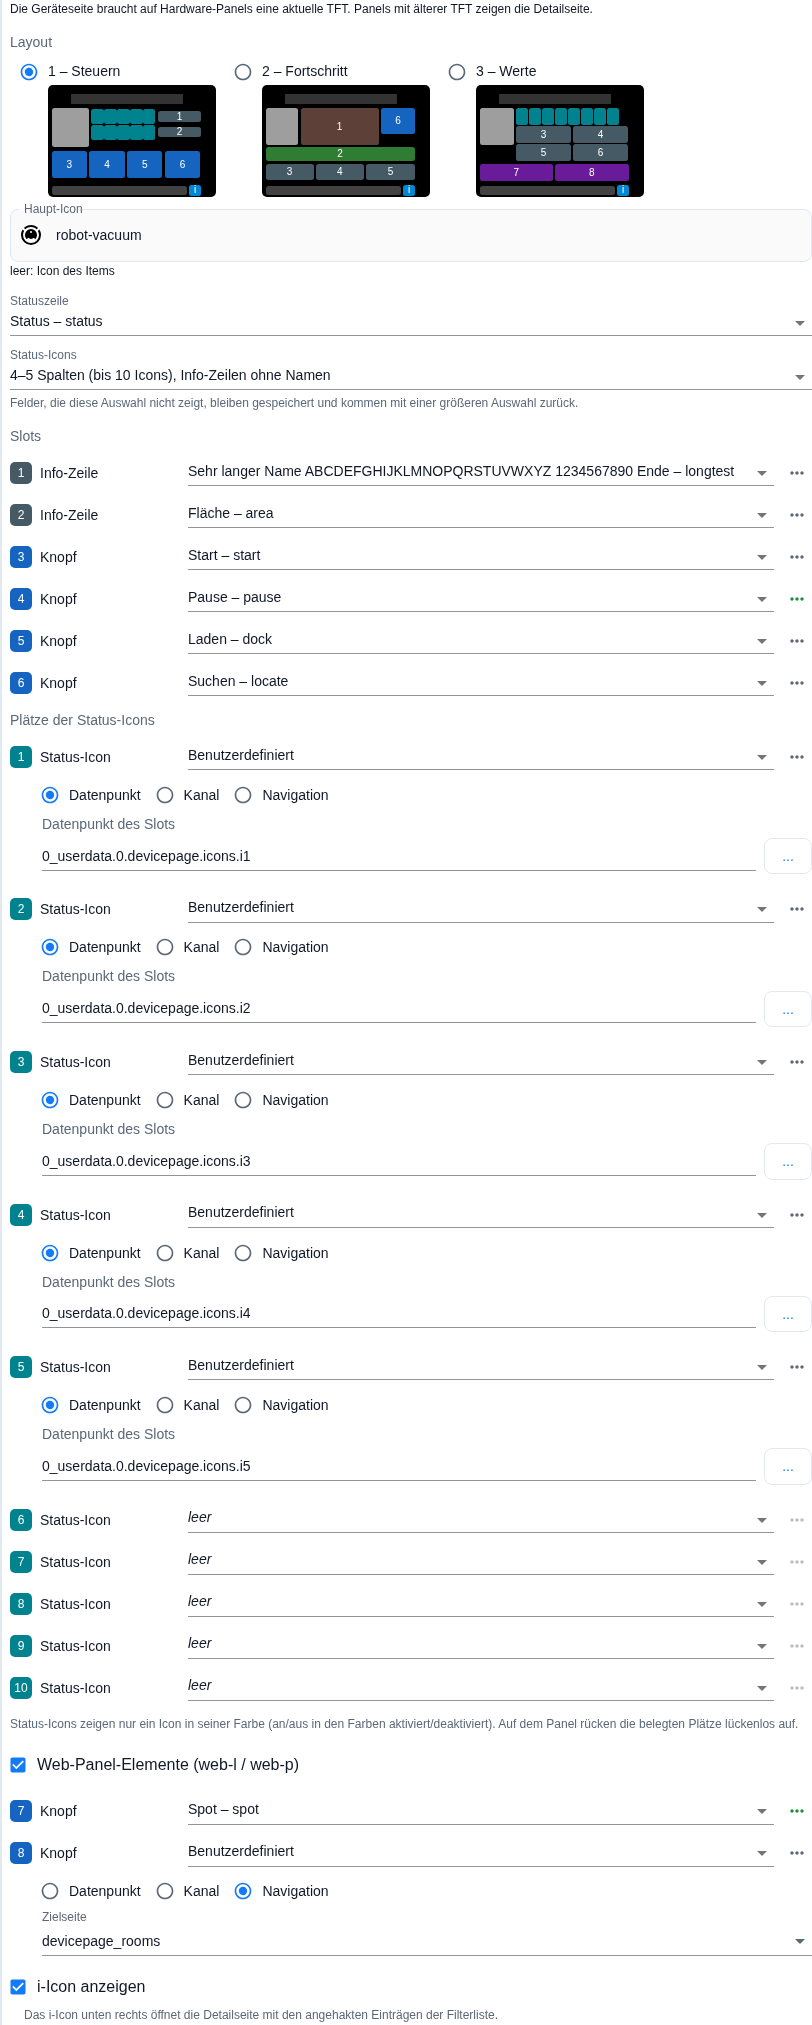 Die Geräteseite braucht auf Hardware-Panels eine aktuelle TFT. Panels mit älterer TFT zeigen die Detailseite.
Layout
1 – Steuern
2 – Fortschritt
3 – Werte
1
2
3 4 5 6
i
1
6
2
3 4 5
i
3 4
5 6
7 8
i
Haupt-Icon
robot-vacuum
leer: Icon des Items
Statuszeile
Status – status
Status-Icons
4–5 Spalten (bis 10 Icons), Info-Zeilen ohne Namen
Felder, die diese Auswahl nicht zeigt, bleiben gespeichert und kommen mit einer größeren Auswahl zurück.
Slots
1 Info-Zeile Sehr langer Name ABCDEFGHIJKLMNOPQRSTUVWXYZ 1234567890 Ende – longtest
2 Info-Zeile Fläche – area
3 Knopf Start – start
4 Knopf Pause – pause
5 Knopf Laden – dock
6 Knopf Suchen – locate
Plätze der Status-Icons
1 Status-Icon Benutzerdefiniert
Datenpunkt Kanal Navigation
Datenpunkt des Slots
0_userdata.0.devicepage.icons.i1 ...
2 Status-Icon Benutzerdefiniert
Datenpunkt Kanal Navigation
Datenpunkt des Slots
0_userdata.0.devicepage.icons.i2 ...
3 Status-Icon Benutzerdefiniert
Datenpunkt Kanal Navigation
Datenpunkt des Slots
0_userdata.0.devicepage.icons.i3 ...
4 Status-Icon Benutzerdefiniert
Datenpunkt Kanal Navigation
Datenpunkt des Slots
0_userdata.0.devicepage.icons.i4 ...
5 Status-Icon Benutzerdefiniert
Datenpunkt Kanal Navigation
Datenpunkt des Slots
0_userdata.0.devicepage.icons.i5 ...
6 Status-Icon leer
7 Status-Icon leer
8 Status-Icon leer
9 Status-Icon leer
10 Status-Icon leer
Status-Icons zeigen nur ein Icon in seiner Farbe (an/aus in den Farben aktiviert/deaktiviert). Auf dem Panel rücken die belegten Plätze lückenlos auf.
Web-Panel-Elemente (web-l / web-p)
7 Knopf Spot – spot
8 Knopf Benutzerdefiniert
Datenpunkt Kanal Navigation
Zielseite
devicepage_rooms
i-Icon anzeigen
Das i-Icon unten rechts öffnet die Detailseite mit den angehakten Einträgen der Filterliste.